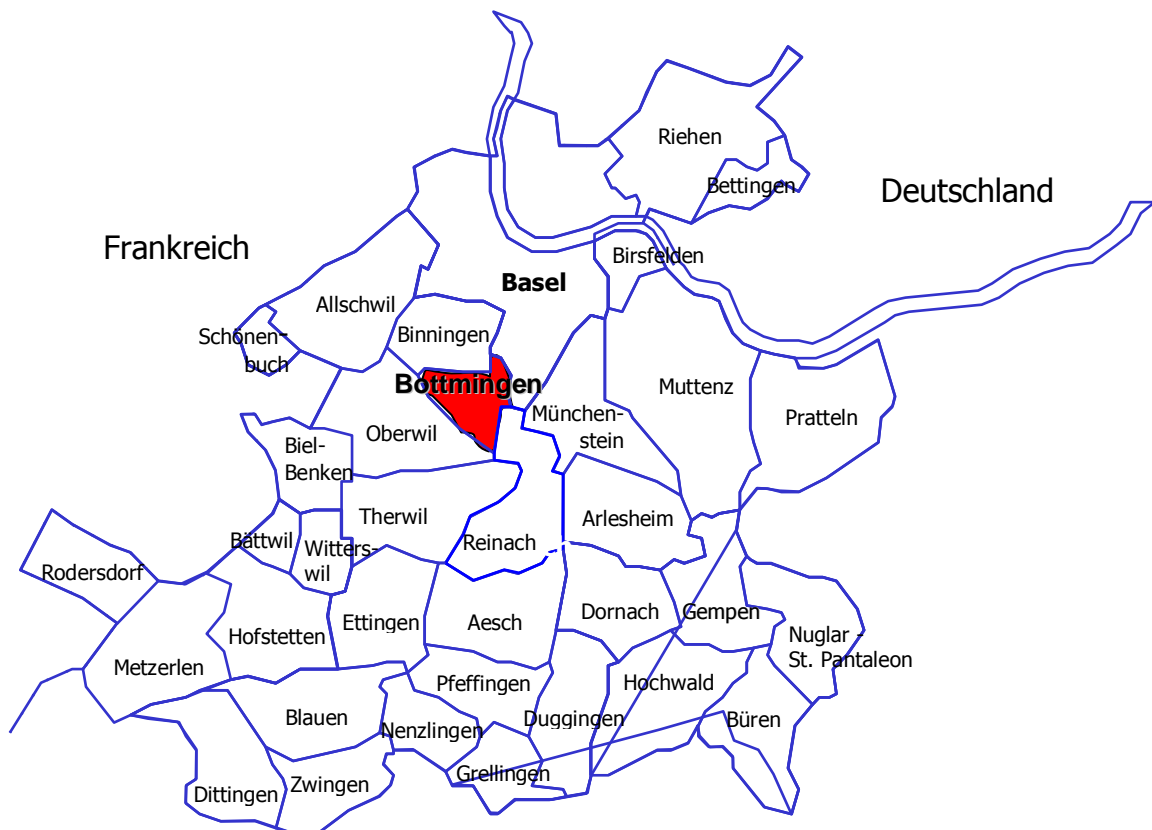 Riehen
Bettingen
Deutschland
Frankreich
Birsfelden
Basel
Allschwil
Schönen-
buch
Binningen
Bottmingen
Muttenz
München-
stein
Pratteln
Oberwil
Biel-
Benken
Therwil
Arlesheim
Reinach
Bättwil
Witters-
wil
Rodersdorf
Ettingen
Aesch
Dornach
Gempen
Hofstetten
Nuglar -
St. Pantaleon
Metzerlen
Pfeffingen
Hochwald
Blauen
Nenzlingen
Duggingen
Büren
Grellingen
Zwingen
Dittingen